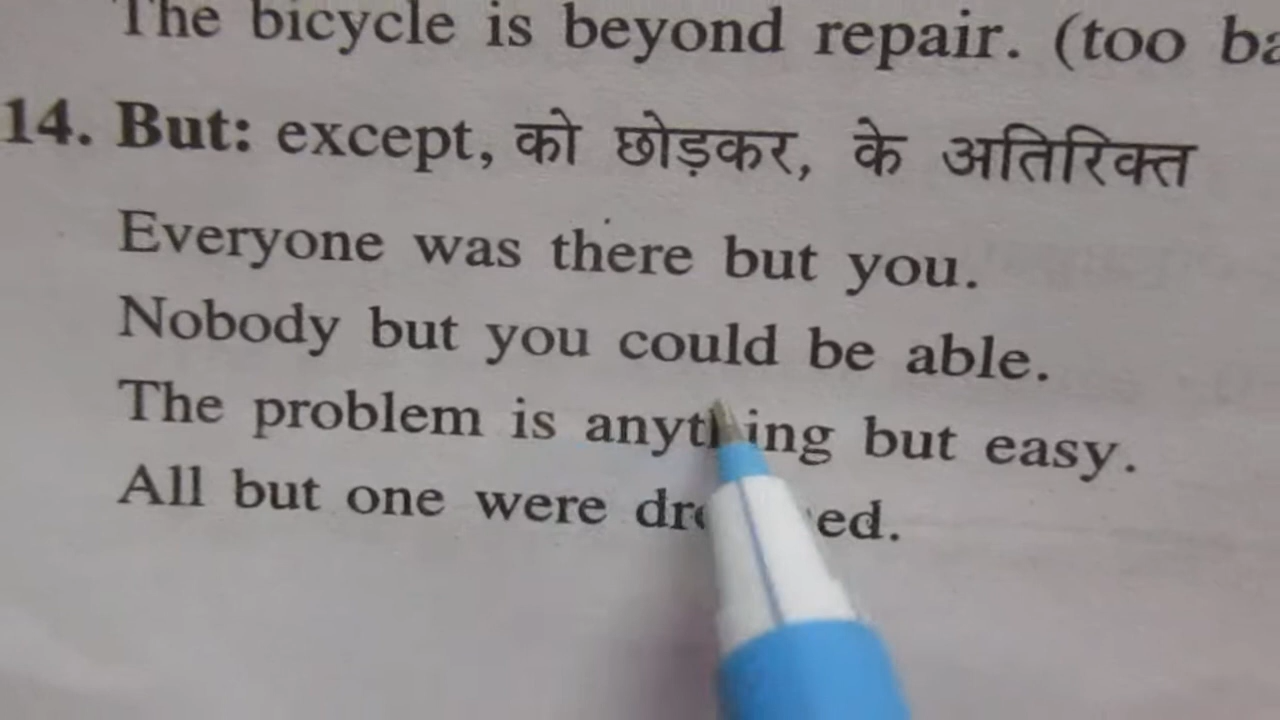 The bicycle is beyond repair. (too
14. But: except, को छोड़कर, के अतिरिक्त
Everyone was there but you.
Nobody but you could be able.
The problem is anything but easy.
All but one were